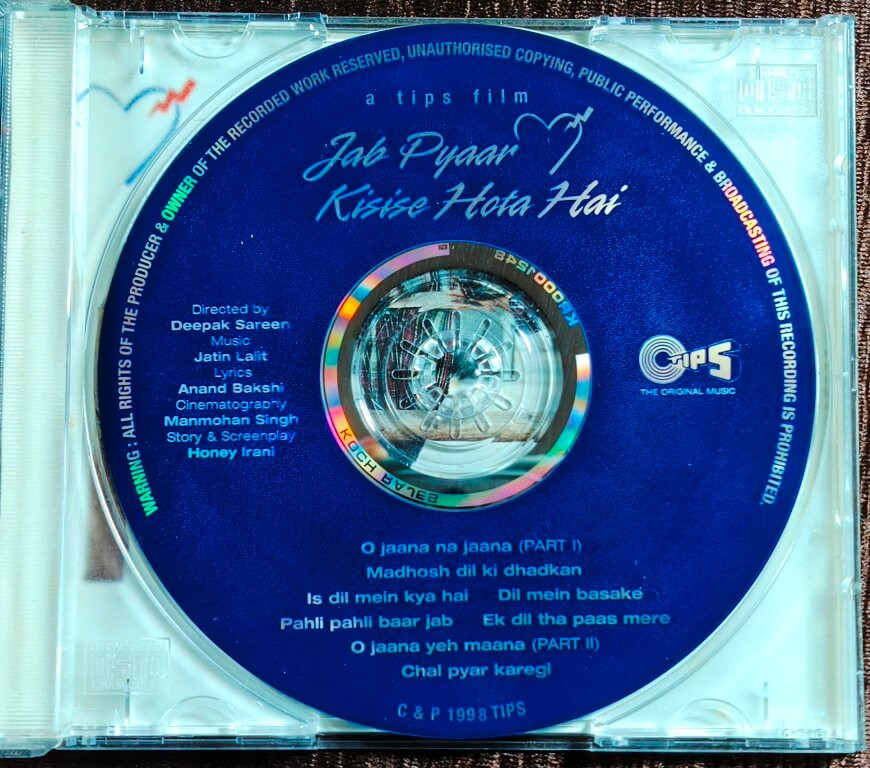 WARNING : ALL RIGHTS OF THE PRODUCER & OWNER OF THE RECORDED WORK RESERVED, UNAUTHORISED COPYING, PUBLIC PERFORMANCE & BROADCASTING OF THIS RECORDING IS PROHIBITED.
a tips film
Jab Pyaar
Kisise Hota Hai
Directed by
Deepak Sareen
Music
Jatin Lalit
Lyrics
Anand Bakshi
Cinematography
Manmohan Singh
Story & Screenplay
Honey Irani
TIPS
THE ORIGINAL MUSIC
KOCH
O jaana na jaana (PART I)
Madhosh dil ki dhadkan
Is dil mein kya hai Dil mein basake
Pahli pahli baar jab Ek dil tha paas mere
O jaana yeh maana (PART II)
Chal pyar karegi
C & P 1998 TIPS